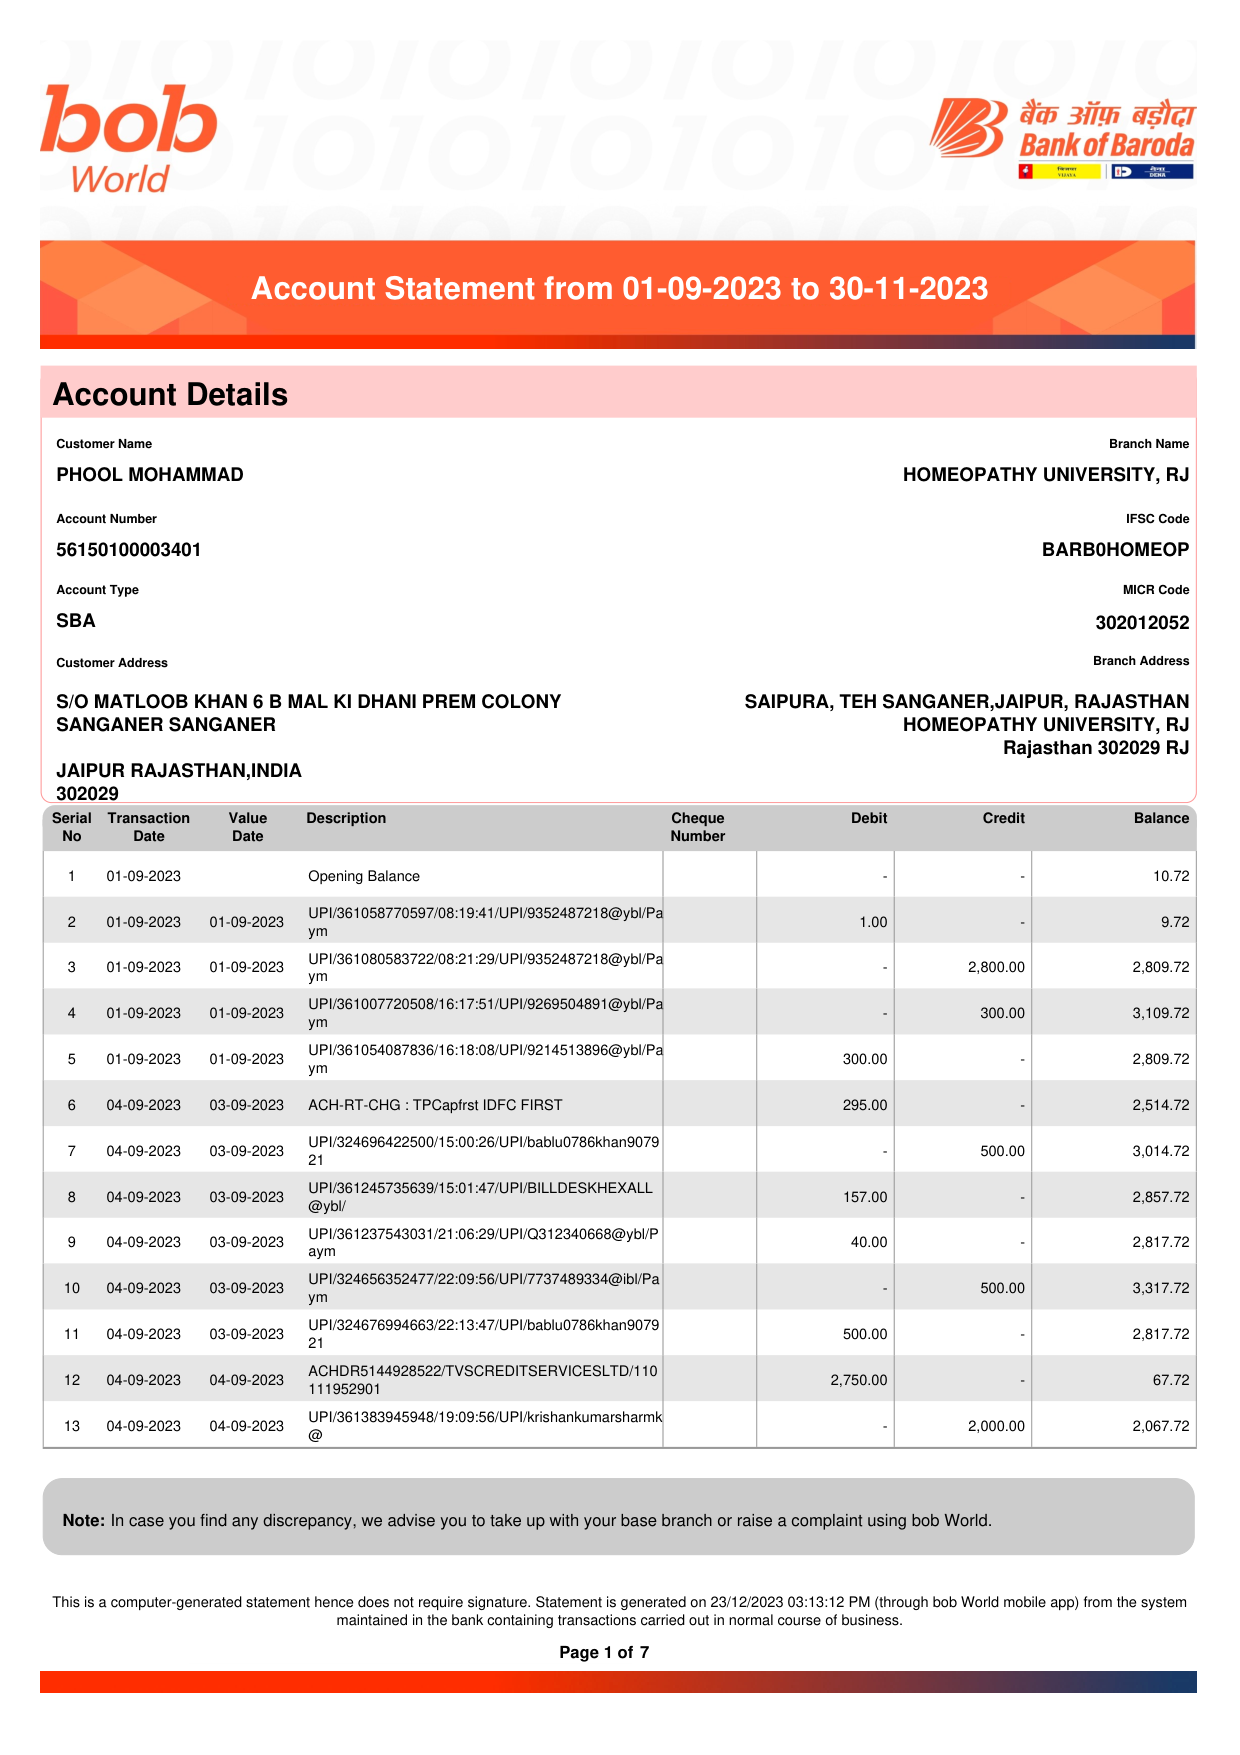 bob
World
बैंक ऑफ़ बड़ौदा
Bank of Baroda
VIJAYA
DENA
Account Statement from 01-09-2023 to 30-11-2023
Account Details
Customer Name Branch Name
PHOOL MOHAMMAD HOMEOPATHY UNIVERSITY, RJ
Account Number IFSC Code
56150100003401 BARB0HOMEOP
Account Type MICR Code
SBA 302012052
Customer Address Branch Address
S/O MATLOOB KHAN 6 B MAL KI DHANI PREM COLONY SAIPURA, TEH SANGANER,JAIPUR, RAJASTHAN
SANGANER SANGANER HOMEOPATHY UNIVERSITY, RJ
Rajasthan 302029 RJ
JAIPUR RAJASTHAN,INDIA
302029
Serial Transaction Value Description Cheque Debit Credit Balance
No Date Date Number
1 01-09-2023 Opening Balance - - 10.72
UPI/361058770597/08:19:41/UPI/9352487218@ybl/Pa
2 01-09-2023 01-09-2023 1.00 - 9.72
ym
UPI/361080583722/08:21:29/UPI/9352487218@ybl/Pa
3 01-09-2023 01-09-2023 - 2,800.00 2,809.72
ym
UPI/361007720508/16:17:51/UPI/9269504891@ybl/Pa
4 01-09-2023 01-09-2023 - 300.00 3,109.72
ym
UPI/361054087836/16:18:08/UPI/9214513896@ybl/Pa
5 01-09-2023 01-09-2023 300.00 - 2,809.72
ym
6 04-09-2023 03-09-2023 ACH-RT-CHG : TPCapfrst IDFC FIRST 295.00 - 2,514.72
UPI/324696422500/15:00:26/UPI/bablu0786khan9079
7 04-09-2023 03-09-2023 - 500.00 3,014.72
21
UPI/361245735639/15:01:47/UPI/BILLDESKHEXALL
8 04-09-2023 03-09-2023 157.00 - 2,857.72
@ybl/
UPI/361237543031/21:06:29/UPI/Q312340668@ybl/P
9 04-09-2023 03-09-2023 40.00 - 2,817.72
aym
UPI/324656352477/22:09:56/UPI/7737489334@ibl/Pa
10 04-09-2023 03-09-2023 - 500.00 3,317.72
ym
UPI/324676994663/22:13:47/UPI/bablu0786khan9079
11 04-09-2023 03-09-2023 500.00 - 2,817.72
21
ACHDR5144928522/TVSCREDITSERVICESLTD/110
12 04-09-2023 04-09-2023 2,750.00 - 67.72
111952901
UPI/361383945948/19:09:56/UPI/krishankumarsharmk
13 04-09-2023 04-09-2023 - 2,000.00 2,067.72
@
Note: In case you find any discrepancy, we advise you to take up with your base branch or raise a complaint using bob World.
This is a computer-generated statement hence does not require signature. Statement is generated on 23/12/2023 03:13:12 PM (through bob World mobile app) from the system
maintained in the bank containing transactions carried out in normal course of business.
Page 1 of 7